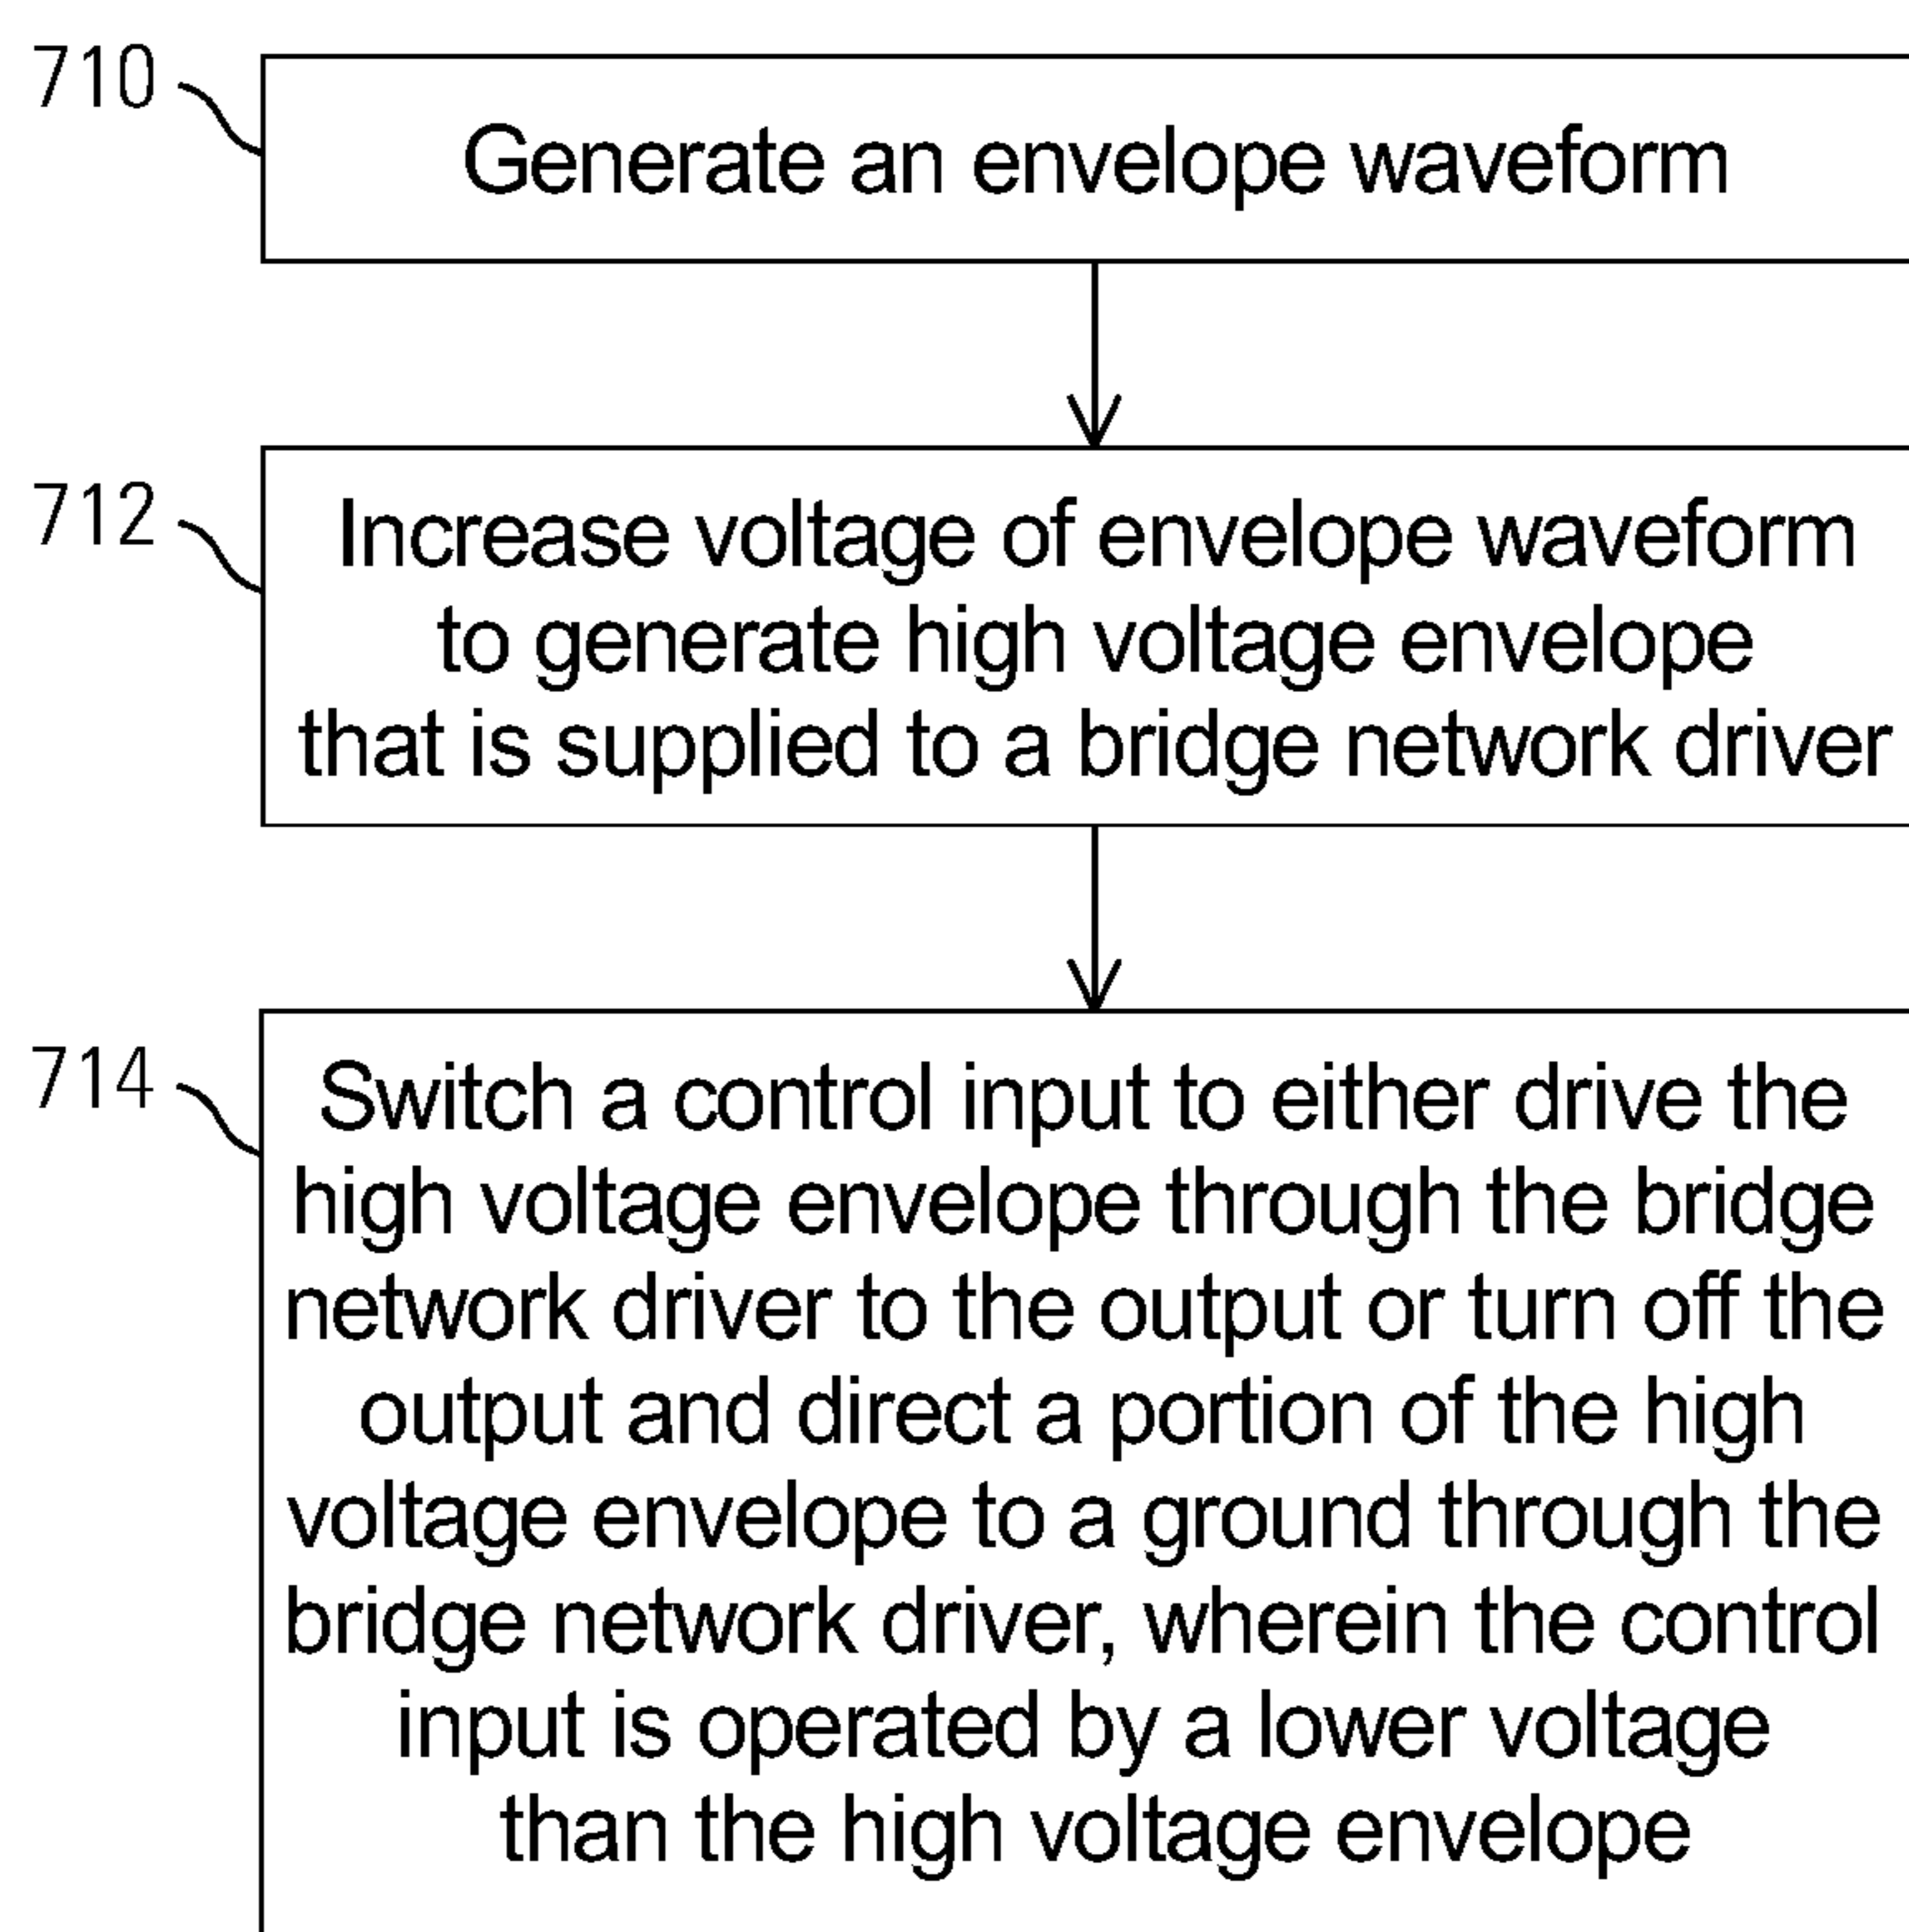 710
Generate an envelope waveform
712
Increase voltage of envelope waveform
to generate high voltage envelope
that is supplied to a bridge network driver
714
Switch a control input to either drive the
high voltage envelope through the bridge
network driver to the output or turn off the
output and direct a portion of the high
voltage envelope to a ground through the
bridge network driver, wherein the control
input is operated by a lower voltage
than the high voltage envelope